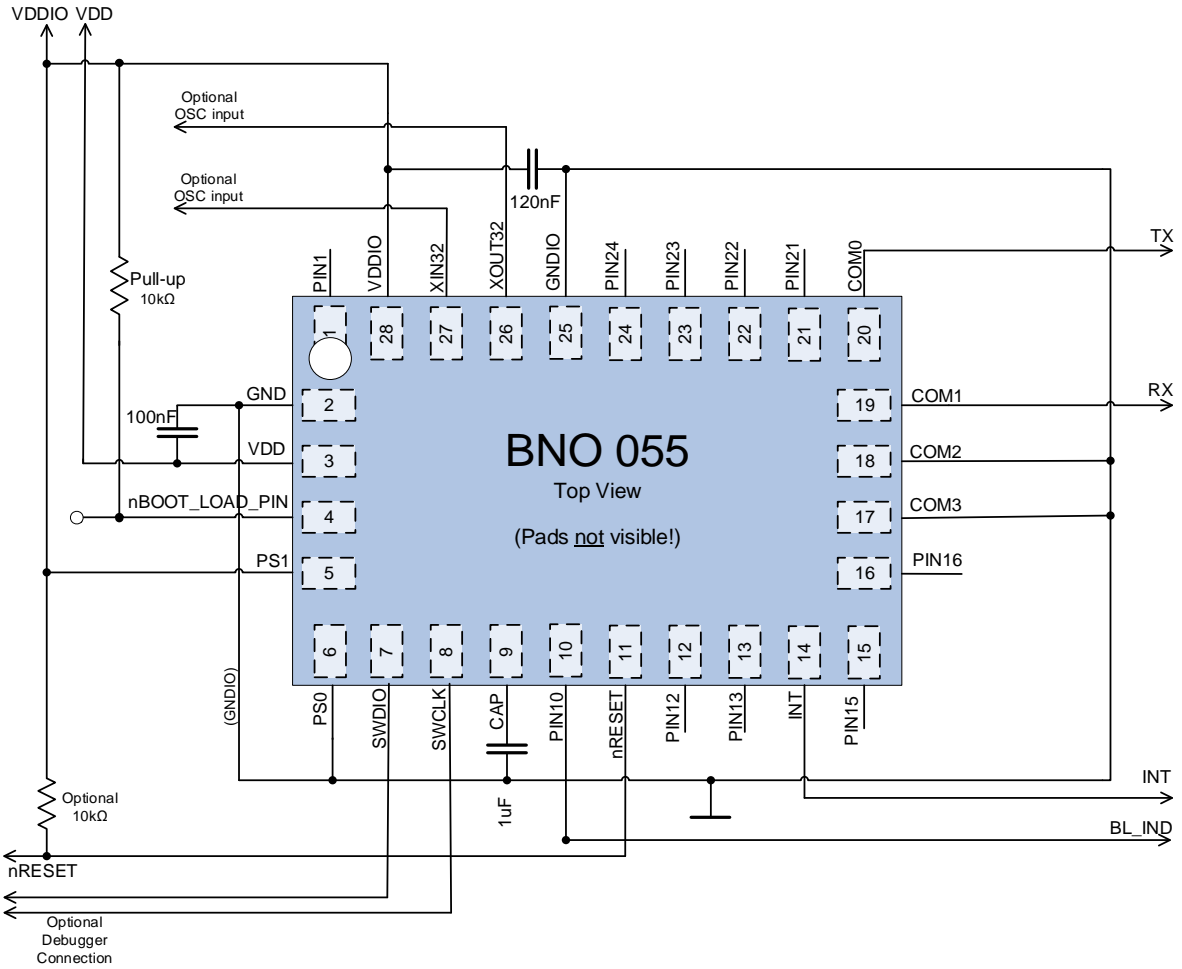 VDDIO VDD
Optional
OSC input
Optional
OSC input
120nF
TX
PIN1
VDDIO
XIN32
XOUT32
GNDIO
PIN24
PIN23
PIN22
PIN21
COM0
Pull-up
10kΩ
1
28
27
26
25
24
23
22
21
20
GND
2
19
COM1
RX
100nF
VDD
3
BNO 055
18
COM2
Top View
nBOOT_LOAD_PIN
4
17
COM3
(Pads not visible!)
PS1
5
16
PIN16
6
7
8
9
10
11
12
13
14
15
(GNDIO)
PS0
SWDIO
SWCLK
CAP
PIN10
nRESET
PIN12
PIN13
INT
PIN15
1uF
INT
Optional
10kΩ
BL_IND
nRESET
Optional
Debugger
Connection